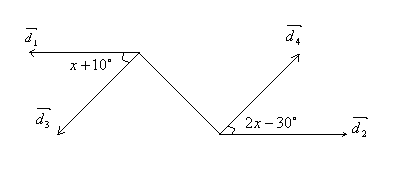 d₁
d₄
x+10°
d₃
2x−30°
d₂